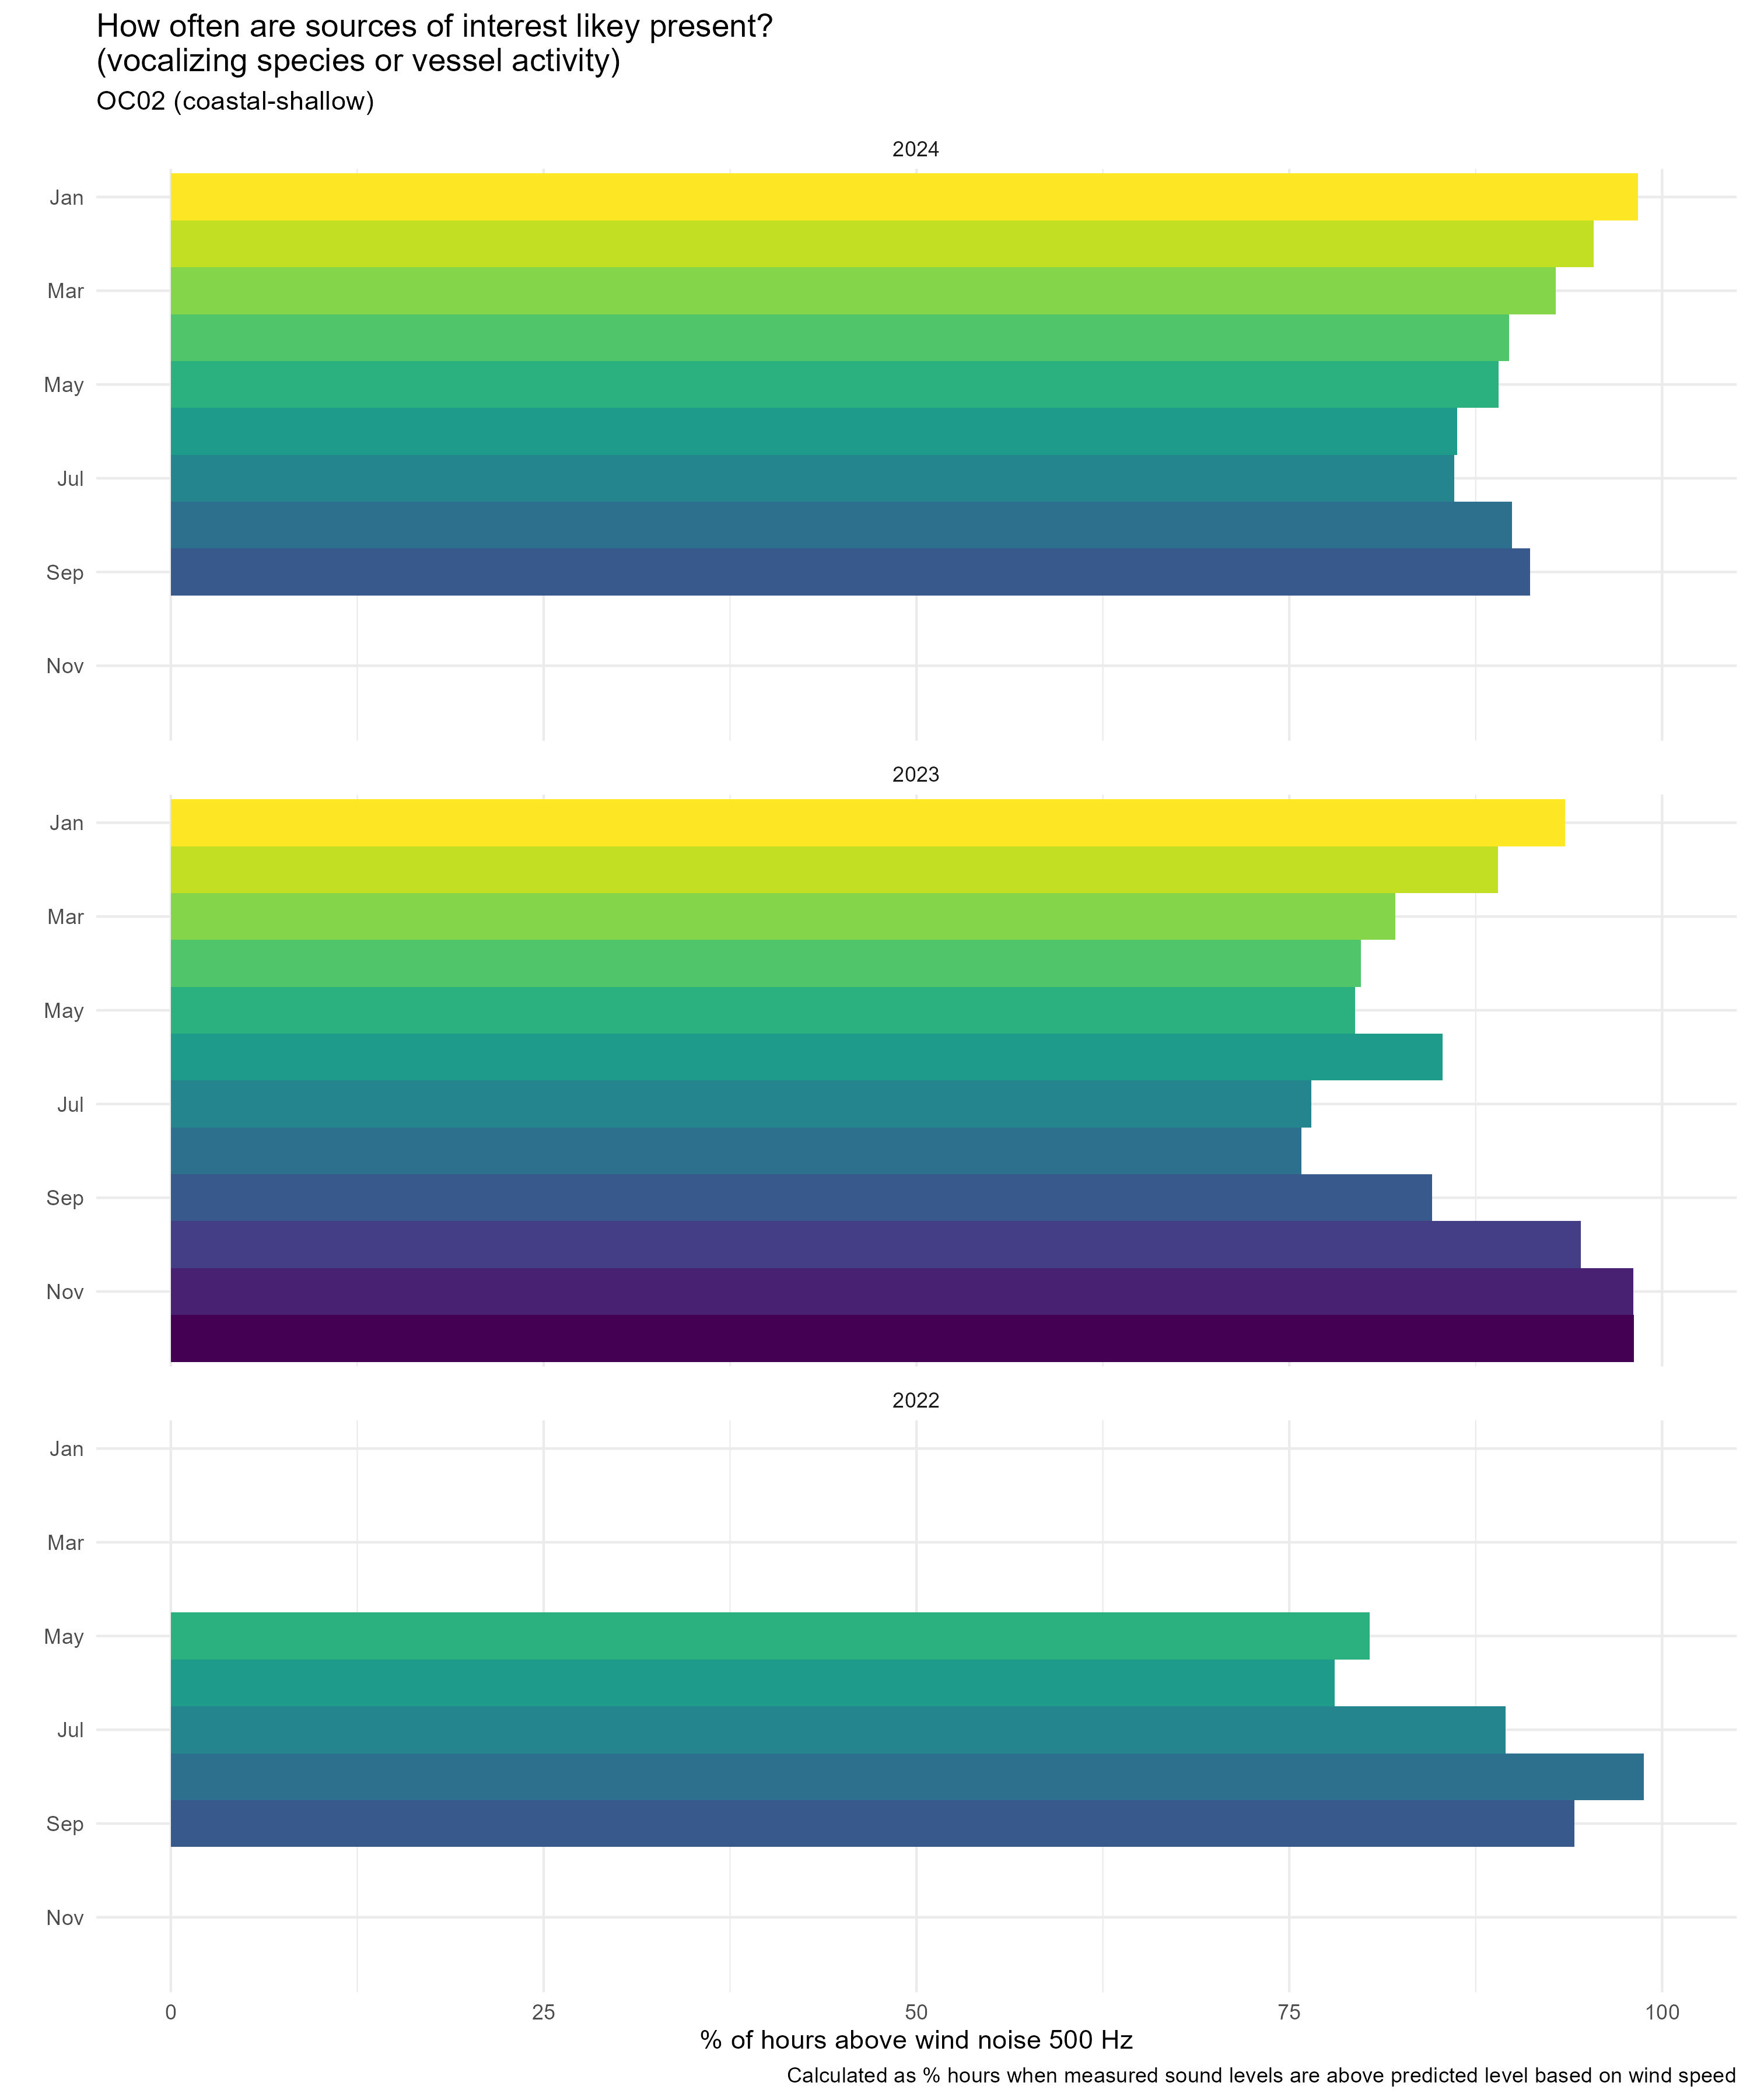 How often are sources of interest likey present?
(vocalizing species or vessel activity)
OC02 (coastal-shallow)
2024
Jan
Mar
May
Jul
Sep
Nov
2023
Jan
Mar
May
Jul
Sep
Nov
2022
Jan
Mar
May
Jul
Sep
Nov
0 25 50 75 100
% of hours above wind noise 500 Hz
Calculated as % hours when measured sound levels are above predicted level based on wind speed